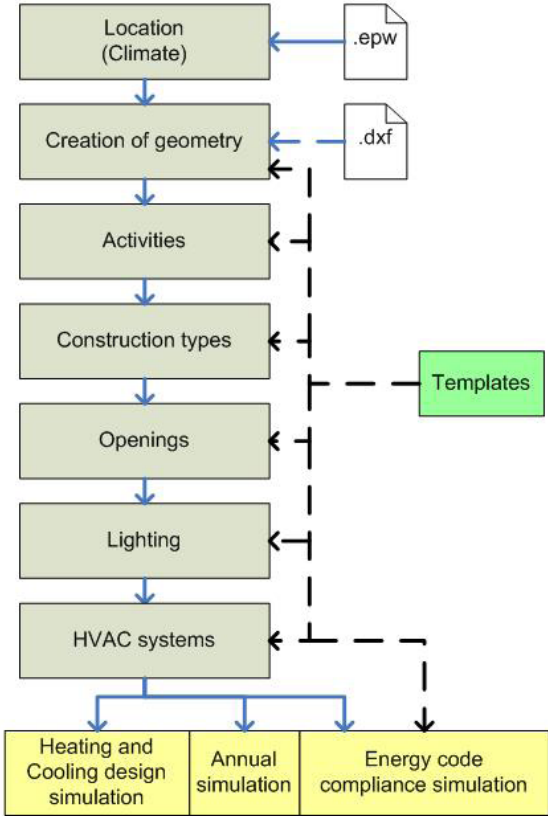 Location
(Climate)
.epw
Creation of geometry
.dxf
Activities
Construction types
Templates
Openings
Lighting
HVAC systems
Heating and
Cooling design
simulation
Annual
simulation
Energy code
compliance simulation